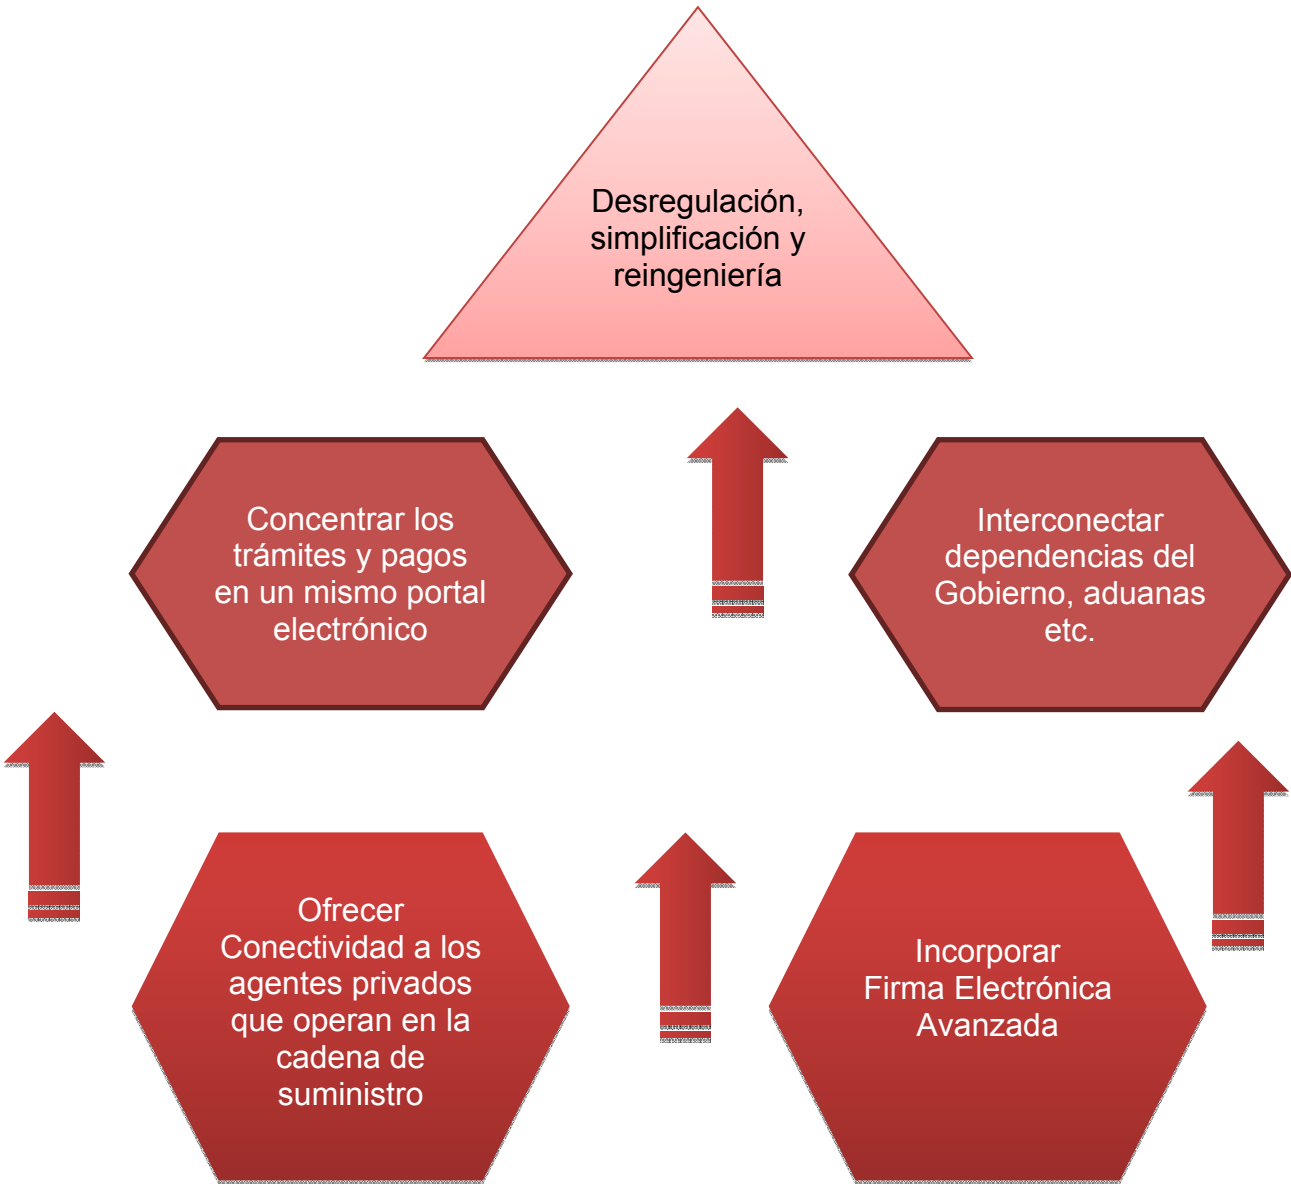 Desregulación,
simplificación y
reingeniería
Concentrar los
trámites y pagos
en un mismo portal
electrónico
Interconectar
dependencias del
Gobierno, aduanas
etc.
Ofrecer
Conectividad a los
agentes privados
que operan en la
cadena de
suministro
Incorporar
Firma Electrónica
Avanzada